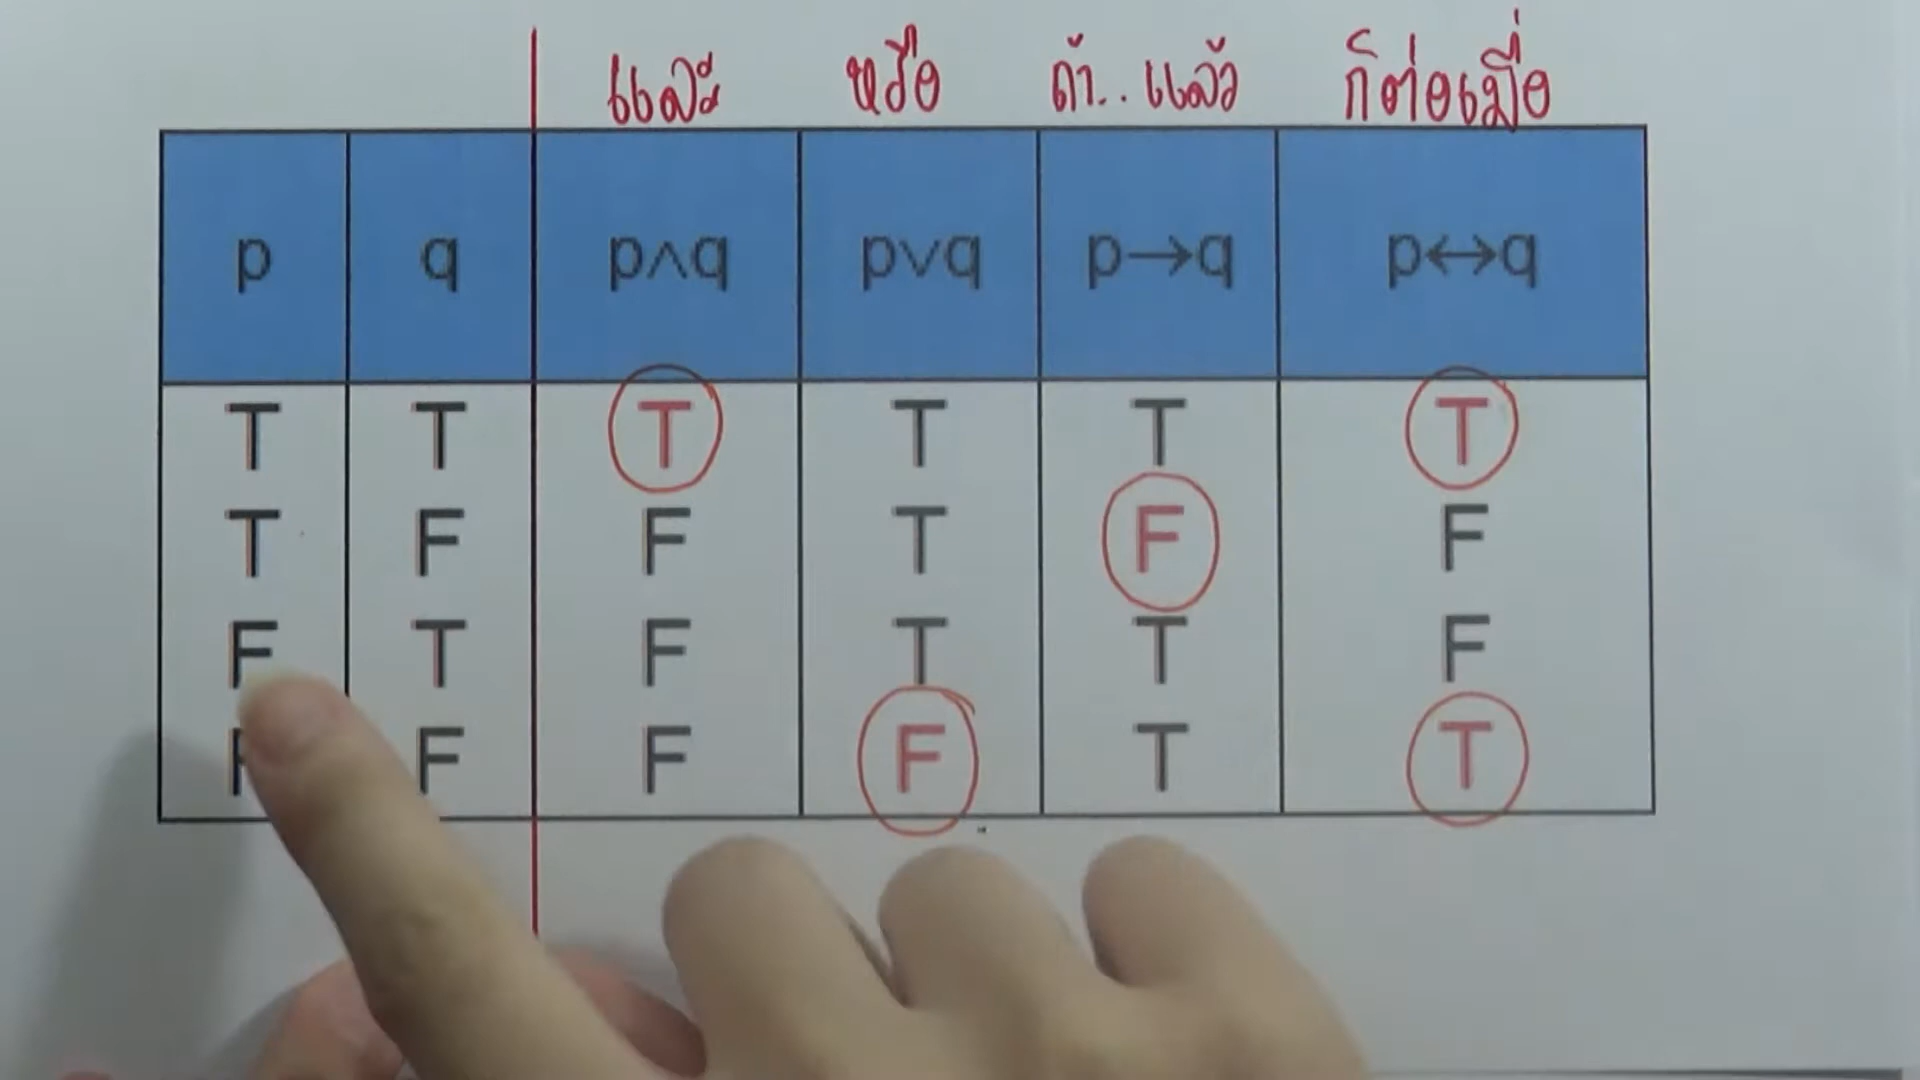 และ หรือ ถ้า..แล้ว ก็ต่อเมื่อ
p q p∧q p∨q p→q p↔q
T T T T T T
T F F T F F
F T F T T F
F F F F T T